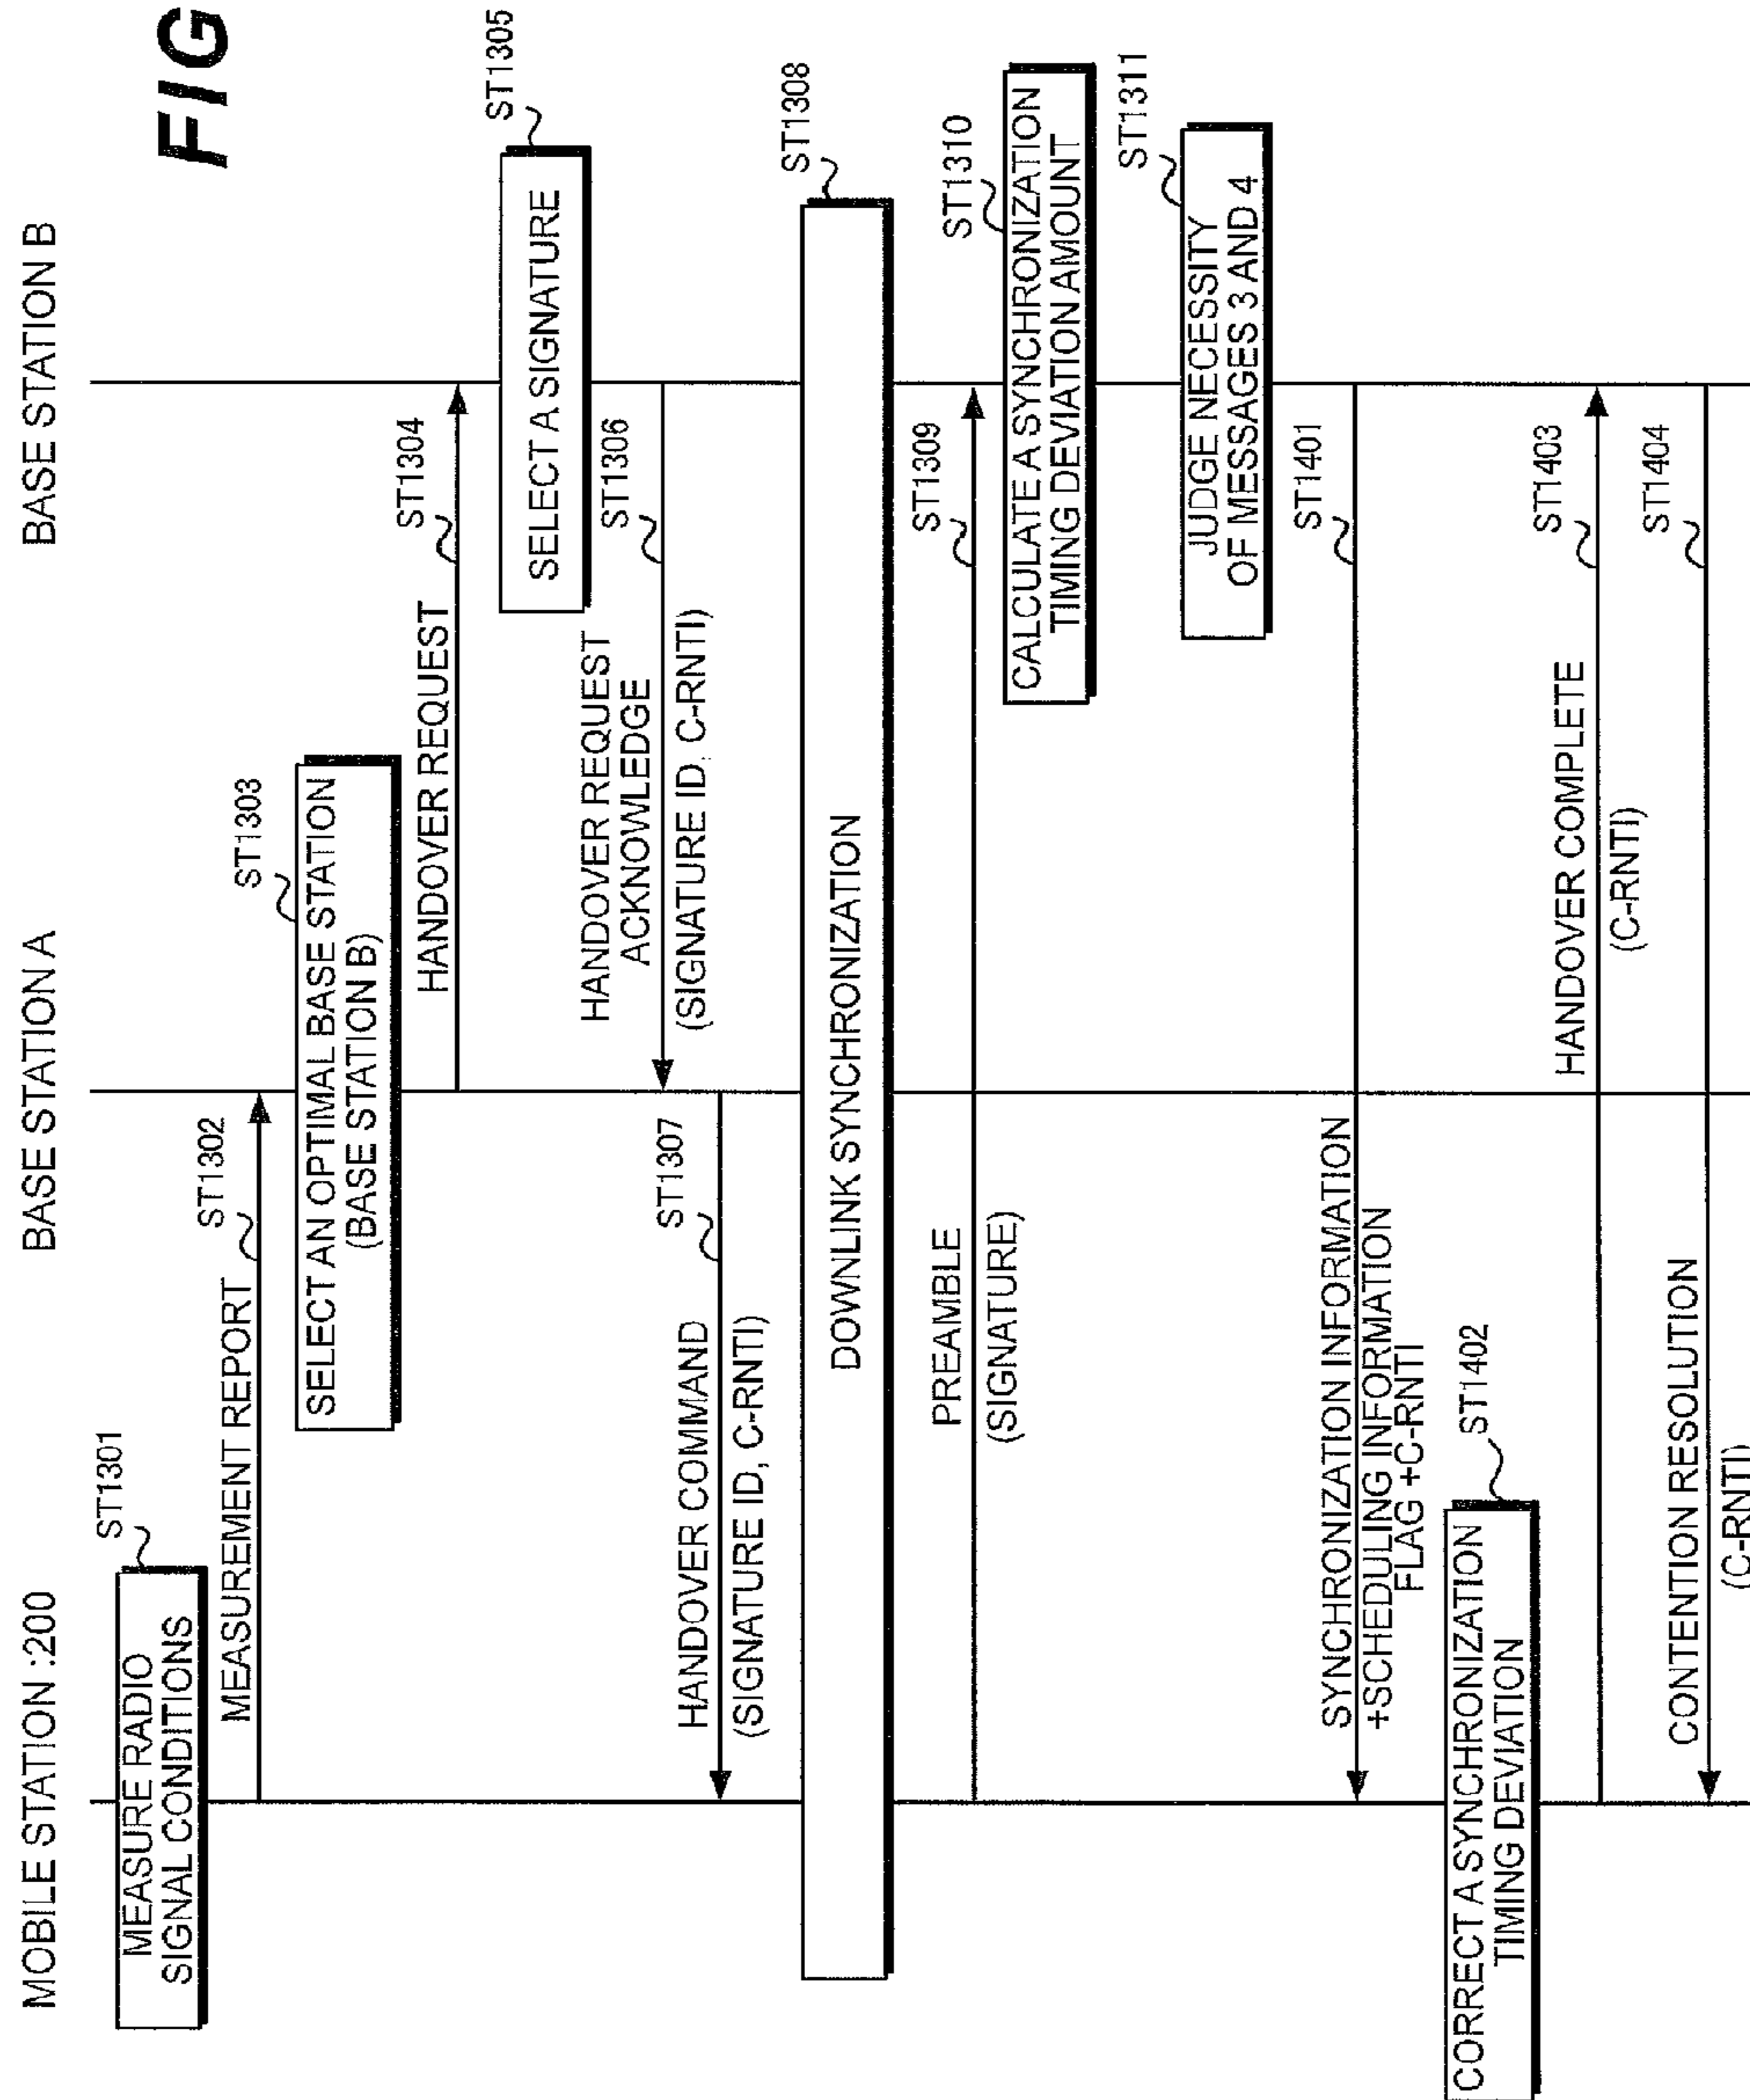 FIG
MOBILE STATION :200
BASE STATION A
BASE STATION B
ST1301
MEASURE RADIO
SIGNAL CONDITIONS
ST1302
MEASUREMENT REPORT
ST1303
SELECT AN OPTIMAL BASE STATION
(BASE STATION B)
ST1304
HANDOVER REQUEST
ST1305
SELECT A SIGNATURE
ST1306
HANDOVER REQUEST
ACKNOWLEDGE
(SIGNATURE ID, C-RNTI)
ST1307
HANDOVER COMMAND
(SIGNATURE ID, C-RNTI)
ST1308
DOWNLINK SYNCHRONIZATION
ST1309
PREAMBLE
(SIGNATURE)
ST1310
CALCULATE A SYNCHRONIZATION
TIMING DEVIATION AMOUNT
ST1311
JUDGE NECESSITY
OF MESSAGES 3 AND 4
ST1401
SYNCHRONIZATION INFORMATION
+SCHEDULING INFORMATION
FLAG +C-RNTI
ST1402
CORRECT A SYNCHRONIZATION
TIMING DEVIATION
ST1403
HANDOVER COMPLETE
(C-RNTI)
ST1404
CONTENTION RESOLUTION
(C-RNTI)